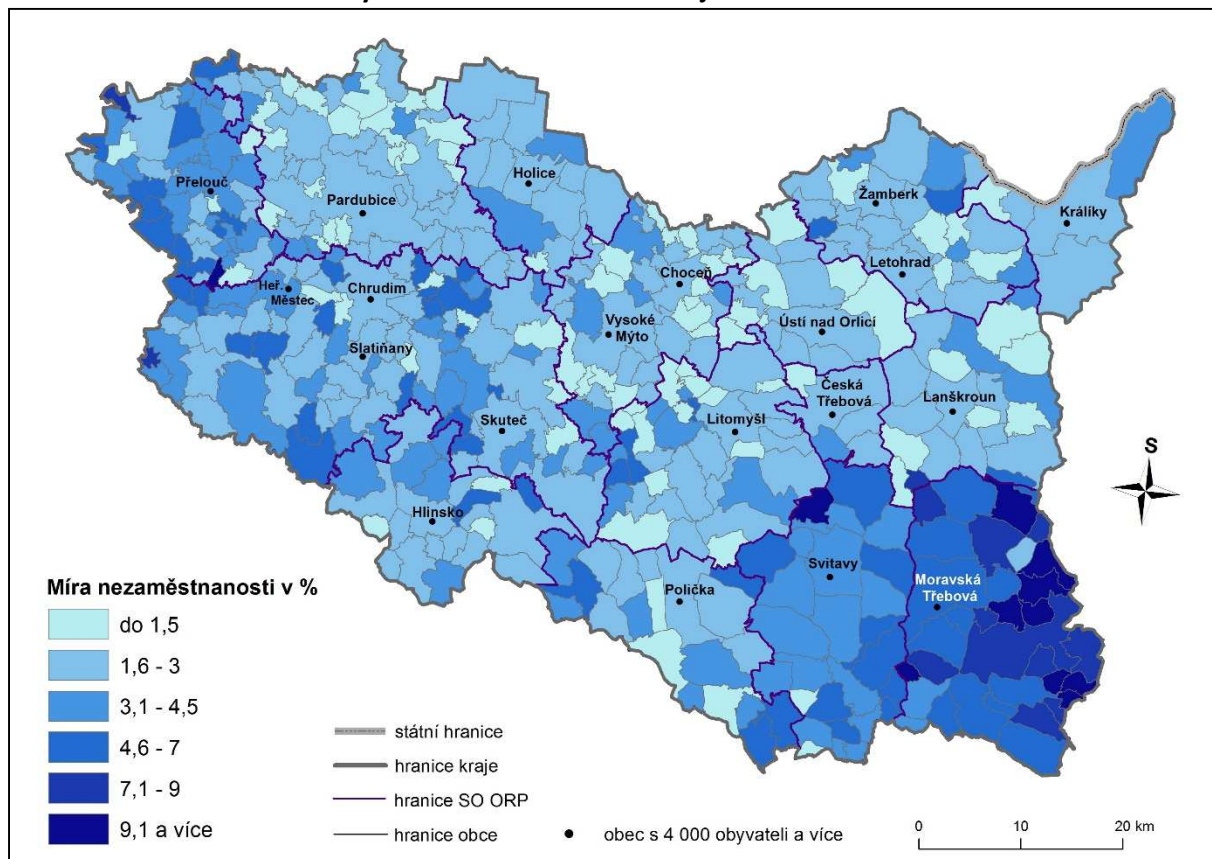 Holice
Žamberk
Přelouč
Králíky
Pardubice
Letohrad
Choceň
Heř.
Městec
Chrudim
Ústí nad Orlicí
Vysoké
Mýto
Slatiňany
Česká
Třebová
Lanškroun
Litomyšl
Skuteč
S
Hlinsko
Svitavy
Moravská
Třebová
Polička
Míra nezaměstnanosti v %
do 1,5
1,6 - 3
3,1 - 4,5
4,6 - 7
7,1 - 9
9,1 a více
státní hranice
hranice kraje
hranice SO ORP
hranice obce
obec s 4 000 obyvateli a více
0 10 20 km